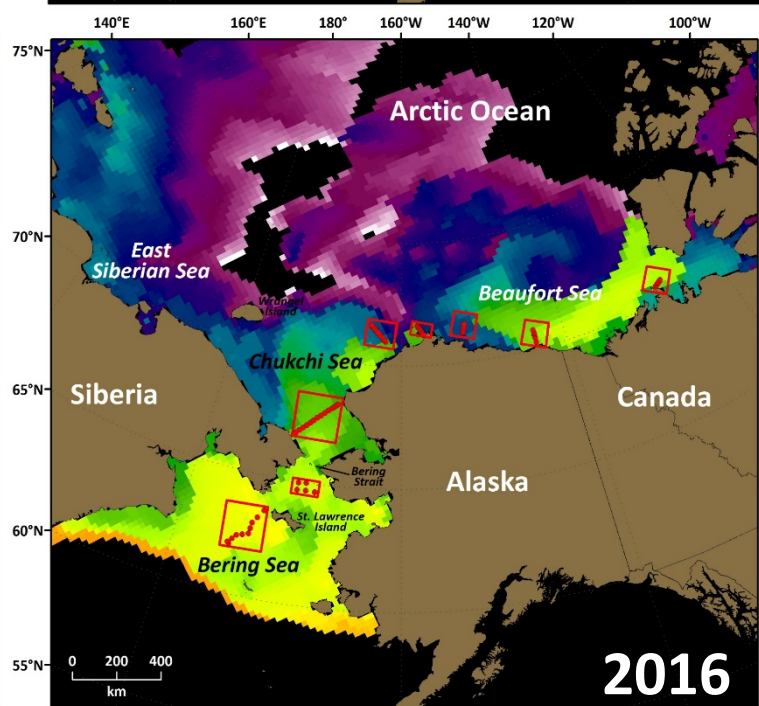 140°E 160°E 180° 160°W 140°W 120°W 100°W
75°N
Arctic Ocean
70°N
East
Siberian Sea
Beaufort Sea
Wrangel
Island
Chukchi Sea
65°N
Siberia
Canada
Bering
Strait
Alaska
St. Lawrence
Island
60°N
Bering Sea
55°N
0 200 400
km
2016